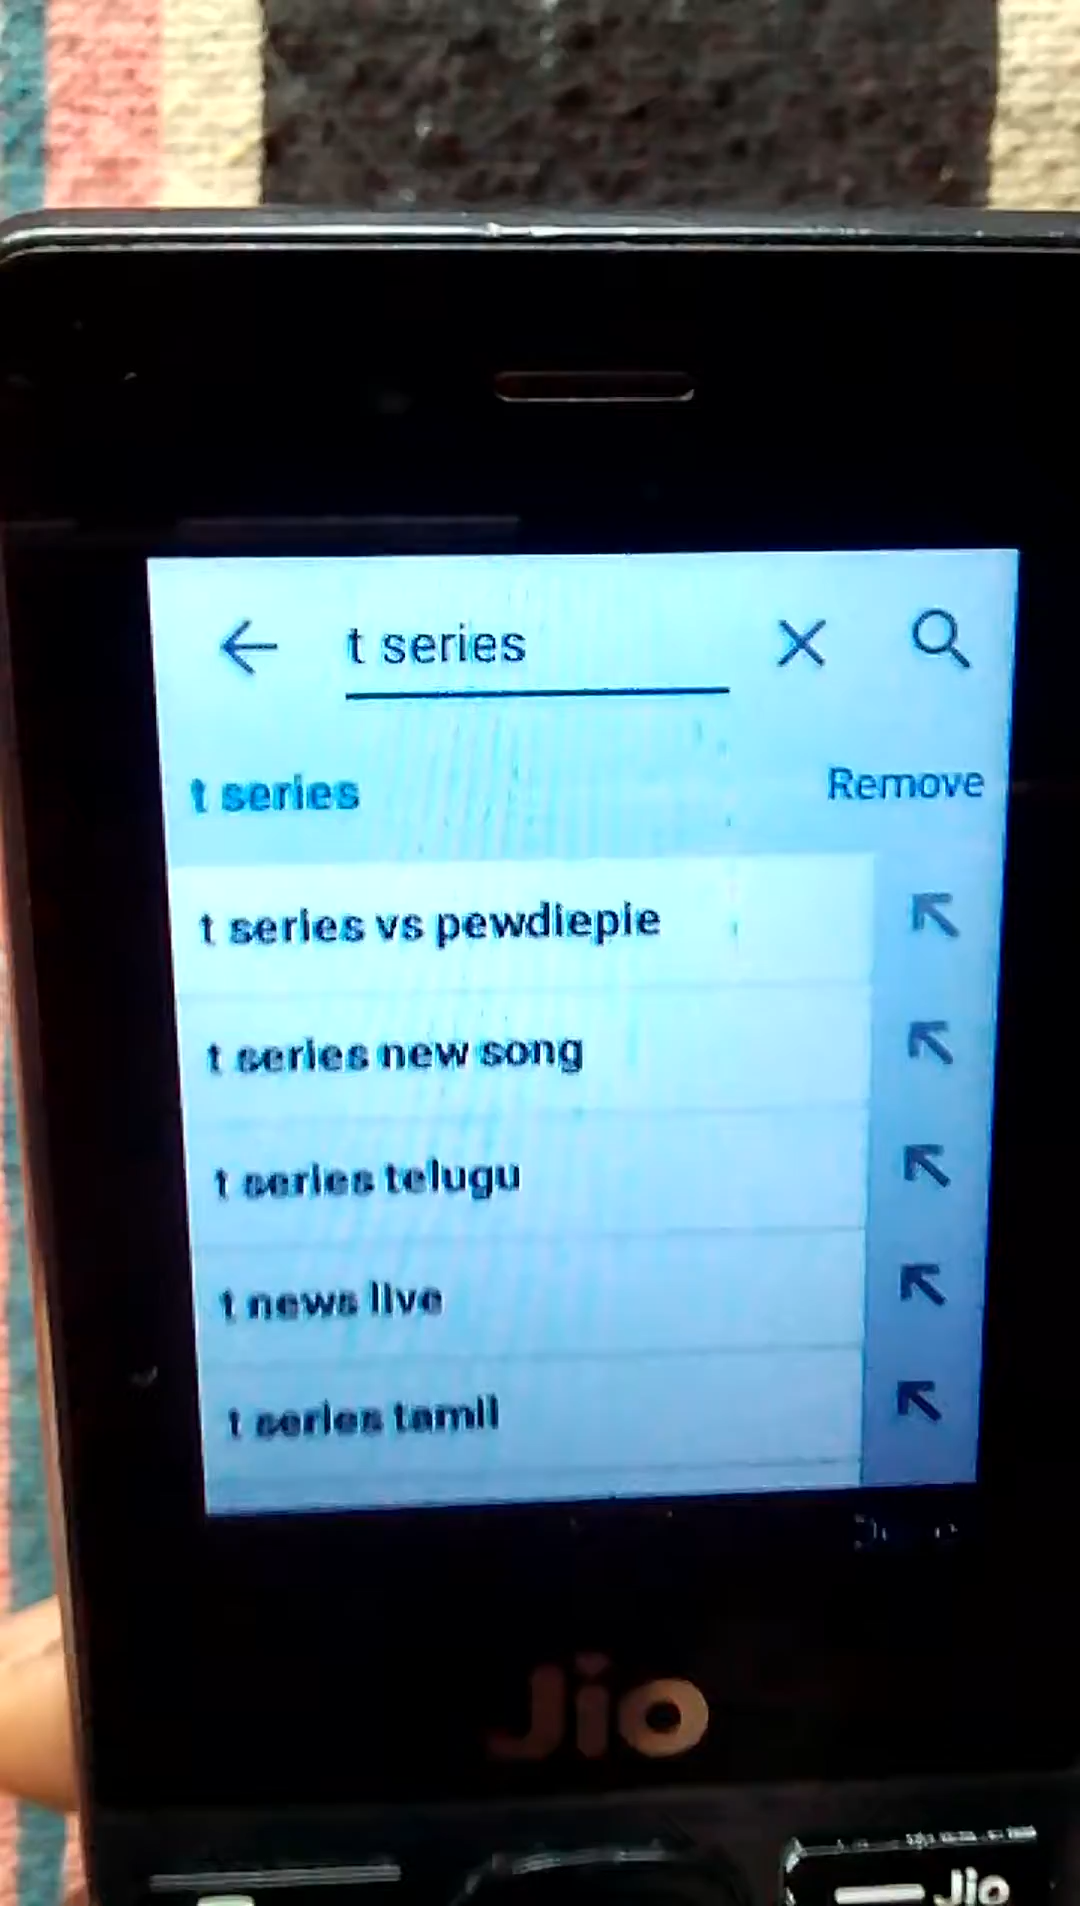 t series
t series
Remove
t series vs pewdiepie
t series new song
t series telugu
t news live
t series tamil
Jio
Jio